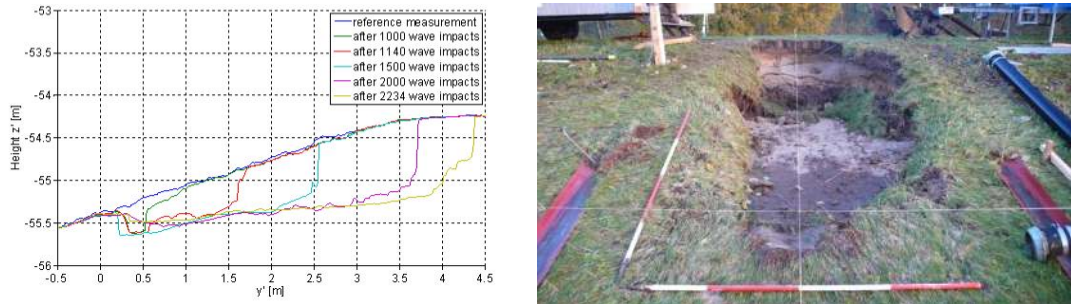 -53
-53.5
-54
-54.5
-55
-55.5
-56
Height z' [m]
reference measurement
after 1000 wave impacts
after 1140 wave impacts
after 1500 wave impacts
after 2000 wave impacts
after 2234 wave impacts
-0.5 0 0.5 1 1.5 2 2.5 3 3.5 4 4.5
y' [m]